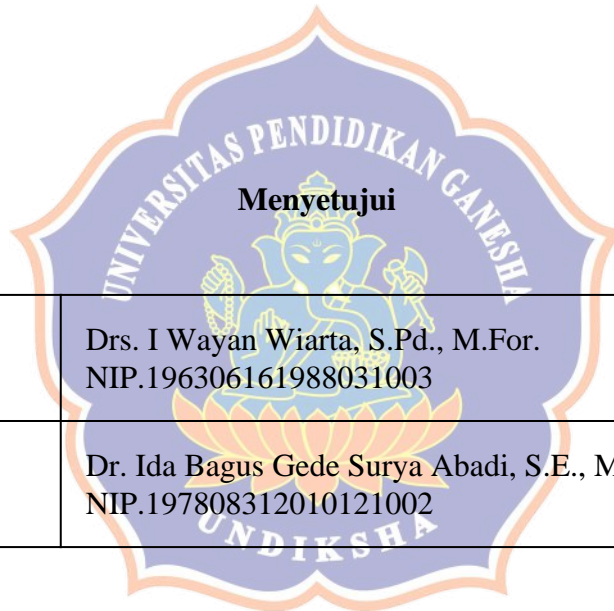 UNIVERSITAS PENDIDIKAN GANESHA
Menyetujui
Drs. I Wayan Wiarta, S.Pd., M.For.
NIP.196306161988031003
Dr. Ida Bagus Gede Surya Abadi, S.E., M
NIP.197808312010121002
UNDIKSHA